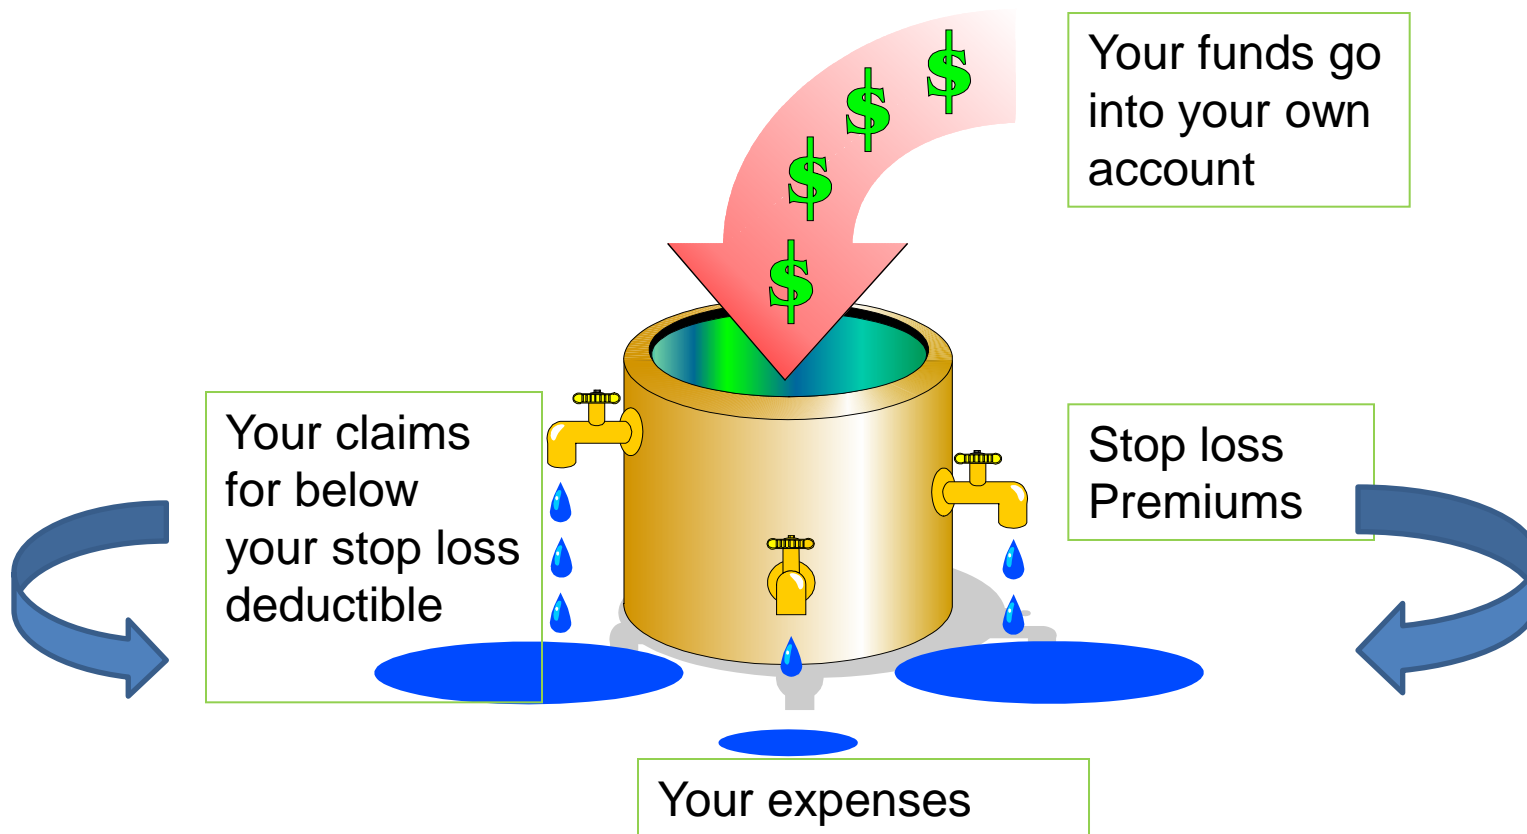 $
$
$
$
Your funds go
into your own
account
Your claims
for below
your stop loss
deductible
Stop loss
Premiums
Your expenses